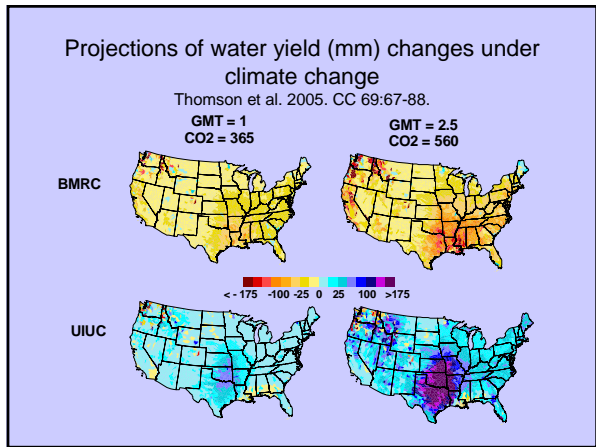 Projections of water yield (mm) changes under
climate change
Thomson et al. 2005. CC 69:67-88.
GMT = 1
CO2 = 365
GMT = 2.5
CO2 = 560
BMRC
< - 175 -100 -25 0 25 100 >175
UIUC